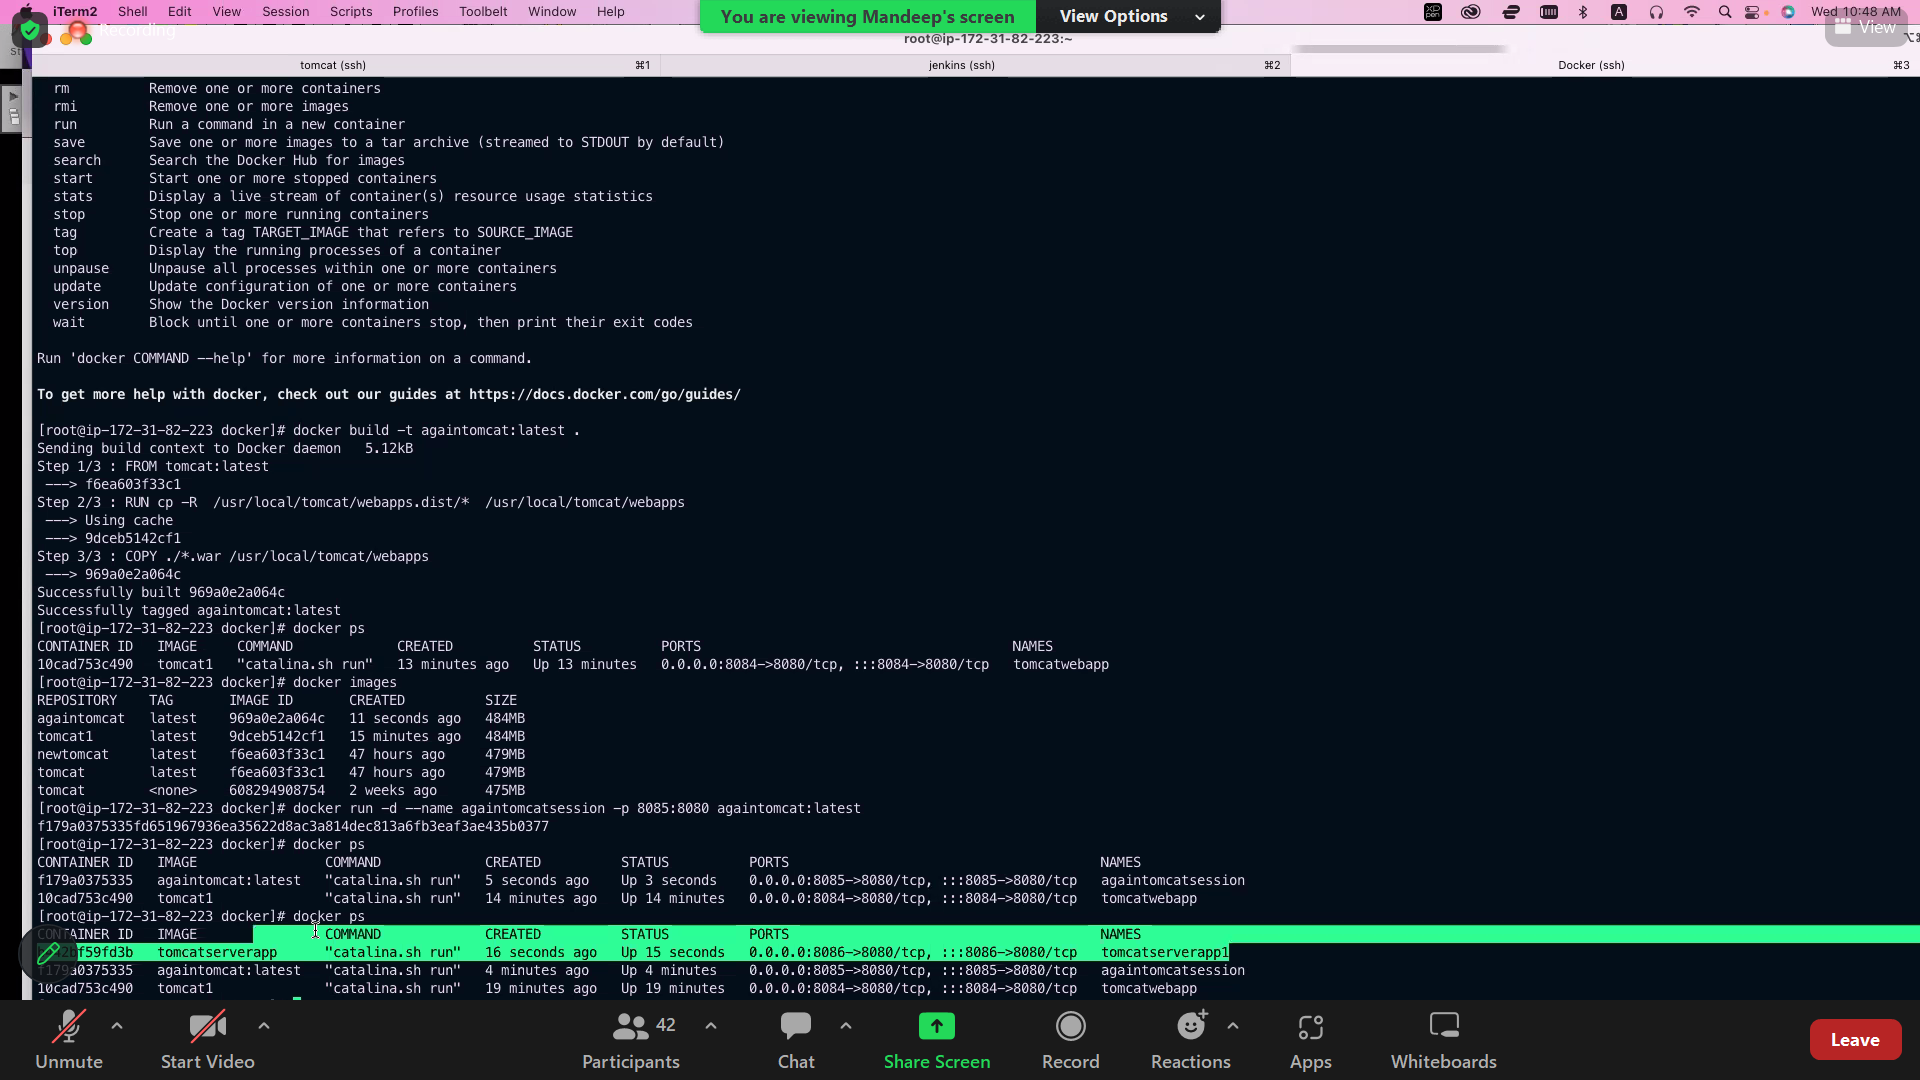 iTerm2 Shell Edit View Session Scripts Profiles Toolbelt Window Help
You are viewing Mandeep's screen View Options
Wed 10:48 AM
Recording
root@ip-172-31-82-223:~
View
tomcat (ssh) ⌘1 jenkins (ssh) ⌘2 Docker (ssh) ⌘3
rm Remove one or more containers
rmi Remove one or more images
run Run a command in a new container
save Save one or more images to a tar archive (streamed to STDOUT by default)
search Search the Docker Hub for images
start Start one or more stopped containers
stats Display a live stream of container(s) resource usage statistics
stop Stop one or more running containers
tag Create a tag TARGET_IMAGE that refers to SOURCE_IMAGE
top Display the running processes of a container
unpause Unpause all processes within one or more containers
update Update configuration of one or more containers
version Show the Docker version information
wait Block until one or more containers stop, then print their exit codes
Run 'docker COMMAND --help' for more information on a command.
To get more help with docker, check out our guides at https://docs.docker.com/go/guides/
[root@ip-172-31-82-223 docker]# docker build -t againtomcat:latest .
Sending build context to Docker daemon 5.12kB
Step 1/3 : FROM tomcat:latest
---> f6ea603f33c1
Step 2/3 : RUN cp -R /usr/local/tomcat/webapps.dist/* /usr/local/tomcat/webapps
---> Using cache
---> 9dceb5142cf1
Step 3/3 : COPY ./*.war /usr/local/tomcat/webapps
---> 969a0e2a064c
Successfully built 969a0e2a064c
Successfully tagged againtomcat:latest
[root@ip-172-31-82-223 docker]# docker ps
CONTAINER ID IMAGE COMMAND CREATED STATUS PORTS NAMES
10cad753c490 tomcat1 "catalina.sh run" 13 minutes ago Up 13 minutes 0.0.0.0:8084->8080/tcp, :::8084->8080/tcp tomcatwebapp
[root@ip-172-31-82-223 docker]# docker images
REPOSITORY TAG IMAGE ID CREATED SIZE
againtomcat latest 969a0e2a064c 11 seconds ago 484MB
tomcat1 latest 9dceb5142cf1 15 minutes ago 484MB
newtomcat latest f6ea603f33c1 47 hours ago 479MB
tomcat latest f6ea603f33c1 47 hours ago 479MB
tomcat <none> 608294908754 2 weeks ago 475MB
[root@ip-172-31-82-223 docker]# docker run -d --name againtomcatsession -p 8085:8080 againtomcat:latest
f179a0375335fd651967936ea35622d8ac3a814dec813a6fb3eaf3ae435b0377
[root@ip-172-31-82-223 docker]# docker ps
CONTAINER ID IMAGE COMMAND CREATED STATUS PORTS NAMES
f179a0375335 againtomcat:latest "catalina.sh run" 5 seconds ago Up 3 seconds 0.0.0.0:8085->8080/tcp, :::8085->8080/tcp againtomcatsession
10cad753c490 tomcat1 "catalina.sh run" 14 minutes ago Up 14 minutes 0.0.0.0:8084->8080/tcp, :::8084->8080/tcp tomcatwebapp
[root@ip-172-31-82-223 docker]# docker ps
CONTAINER ID IMAGE COMMAND CREATED STATUS PORTS NAMES
tomcatserverapp "catalina.sh run" 16 seconds ago Up 15 seconds 0.0.0.0:8086->8080/tcp, :::8086->8080/tcp tomcatserverapp1
f179a0375335 againtomcat:latest "catalina.sh run" 4 minutes ago Up 4 minutes 0.0.0.0:8085->8080/tcp, :::8085->8080/tcp againtomcatsession
10cad753c490 tomcat1 "catalina.sh run" 19 minutes ago Up 19 minutes 0.0.0.0:8084->8080/tcp, :::8084->8080/tcp tomcatwebapp
42
Unmute Start Video Participants Chat Share Screen Record Reactions Apps Whiteboards Leave